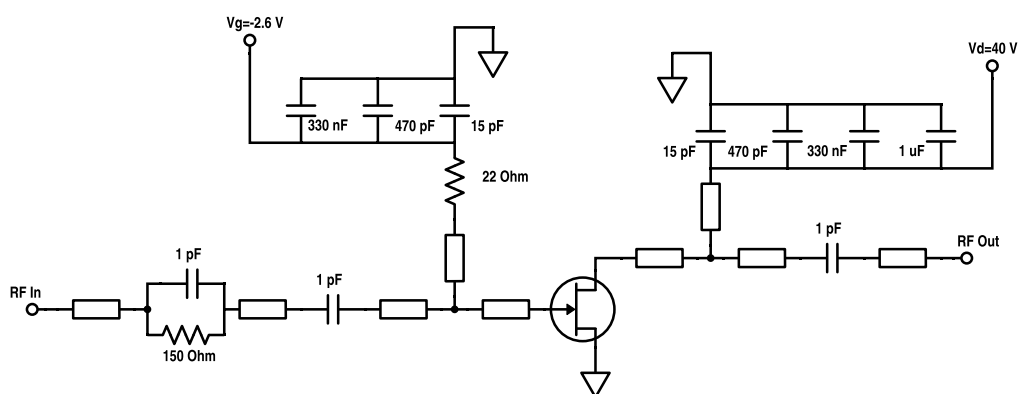 Vg=-2.6 V
Vd=40 V
330 nF
470 pF
15 pF
15 pF
470 pF
330 nF
1 uF
22 Ohm
1 pF
RF Out
1 pF
1 pF
RF In
150 Ohm